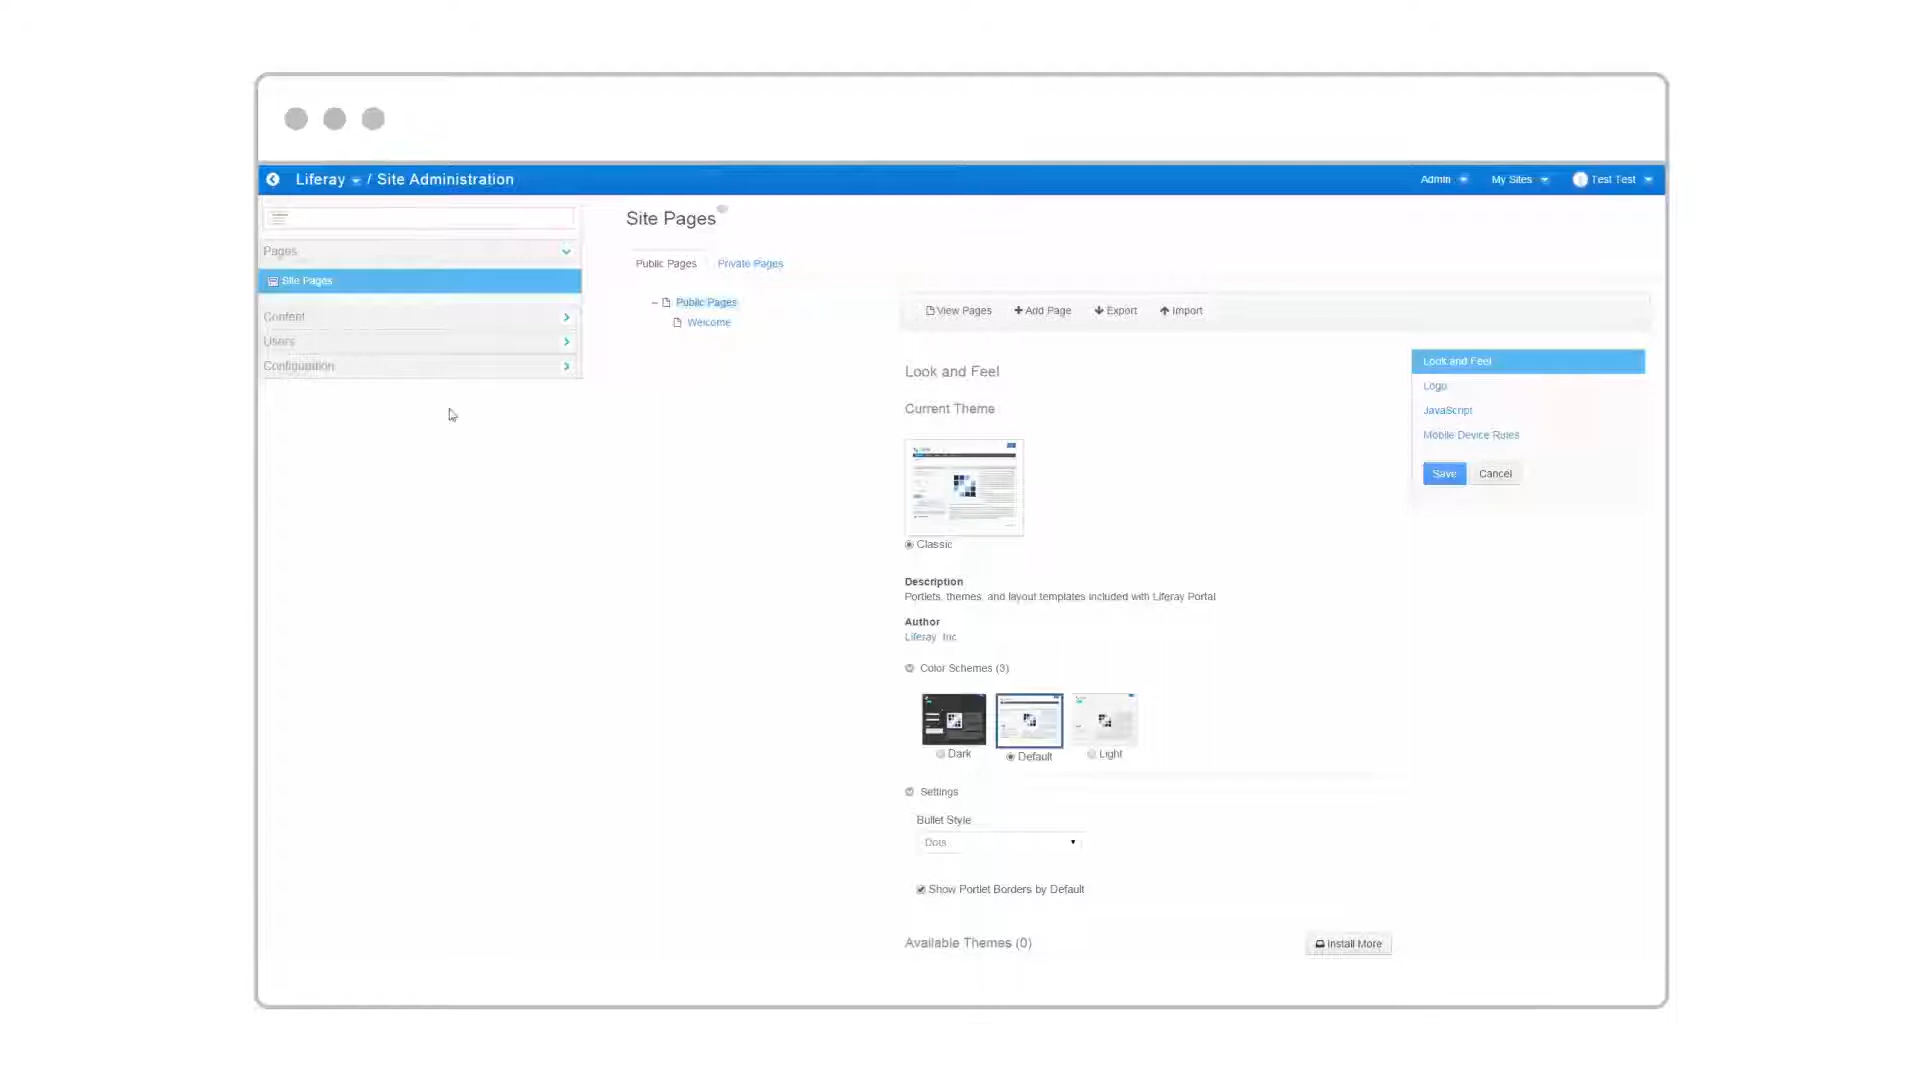 Liferay / Site Administration
Admin
My Sites
Test Test
Pages
Site Pages
Content
Users
Configuration
Site Pages
Public Pages
Private Pages
Public Pages
Welcome
View Pages
Add Page
Export
Import
Look and Feel
Current Theme
Classic
Description
Portlets, themes, and layout templates included with Liferay Portal
Author
Liferay, Inc
Color Schemes (3)
Dark
Default
Light
Settings
Bullet Style
Dots
Show Portlet Borders by Default
Available Themes (0)
Install More
Look and Feel
Logo
JavaScript
Mobile Device Rules
Save
Cancel